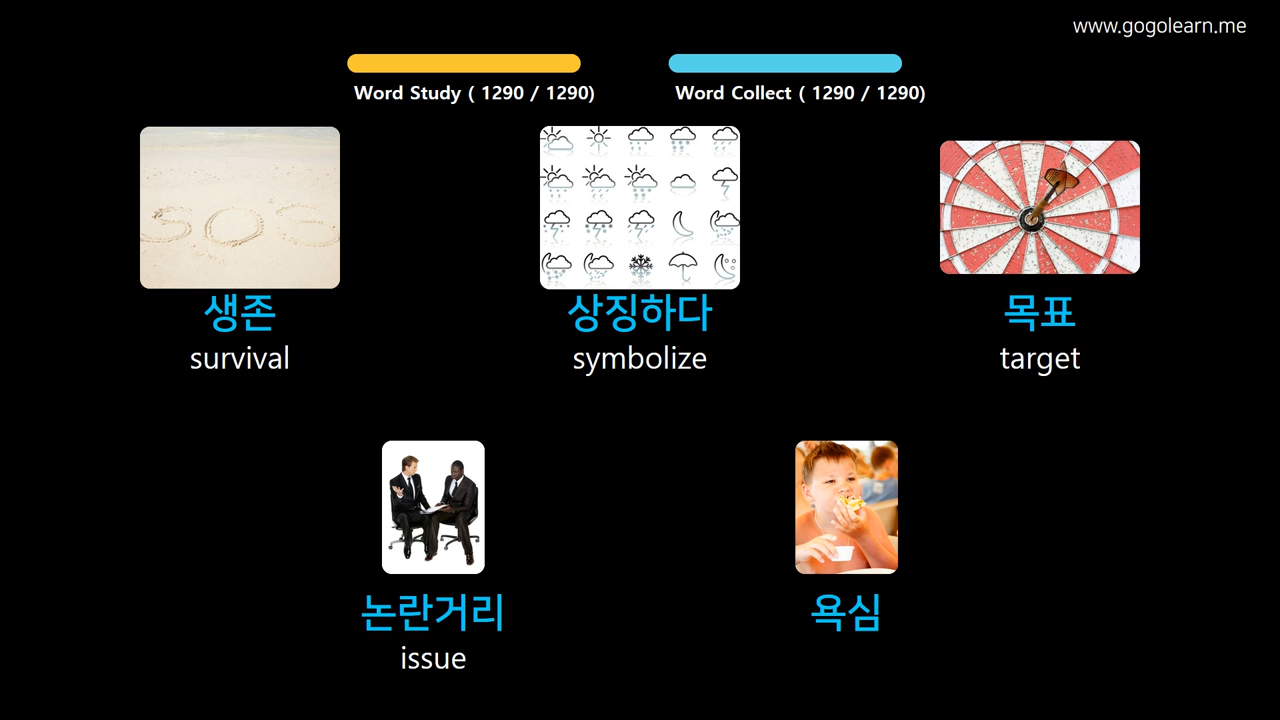 www.gogolearn.me
Word Study ( 1290 / 1290)
Word Collect ( 1290 / 1290)
SOS
생존
survival
상징하다
symbolize
목표
target
논란거리
issue
욕심